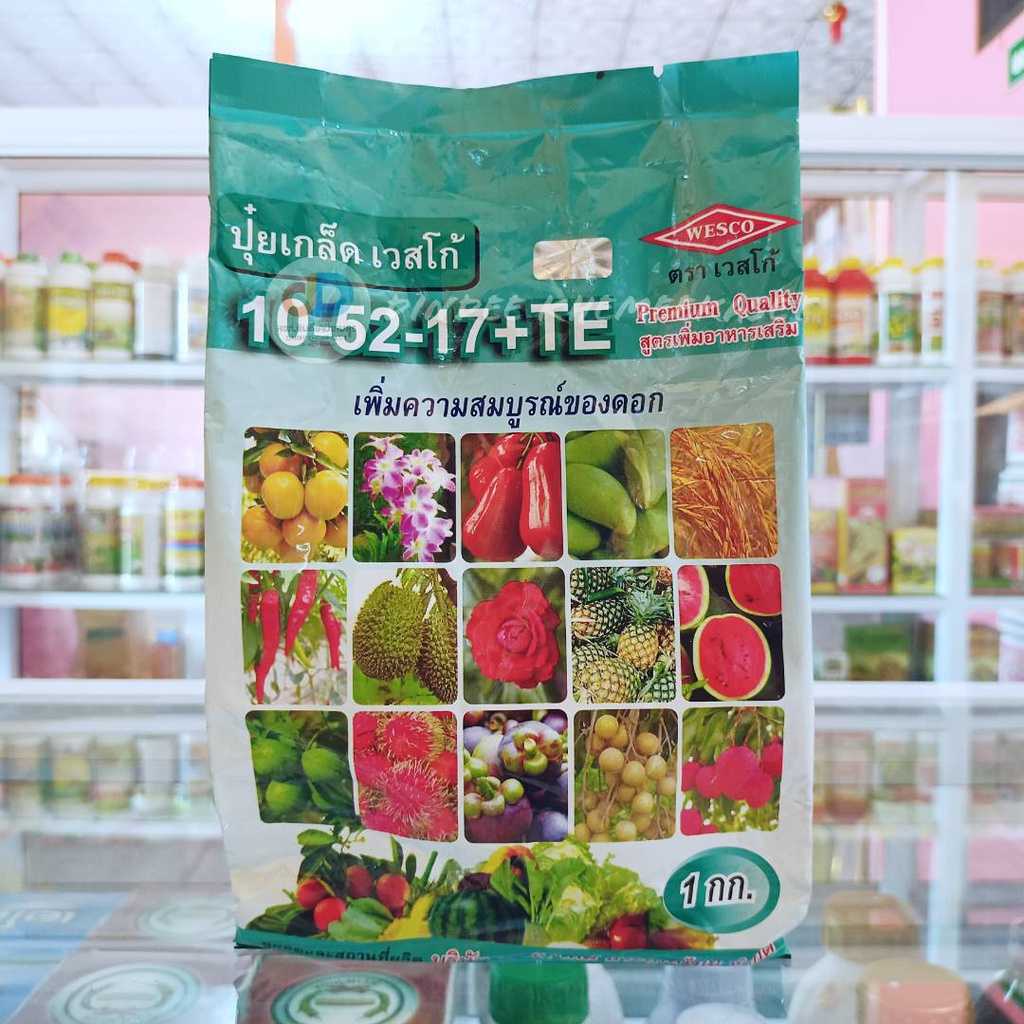 ปุ๋ยเกล็ด เวสโก้
WESCO
ตรา เวสโก้
10-52-17+TE
Premium Quality
สูตรเพิ่มอาหารเสริม
เพิ่มความสมบูรณ์ของดอก
1 กก.